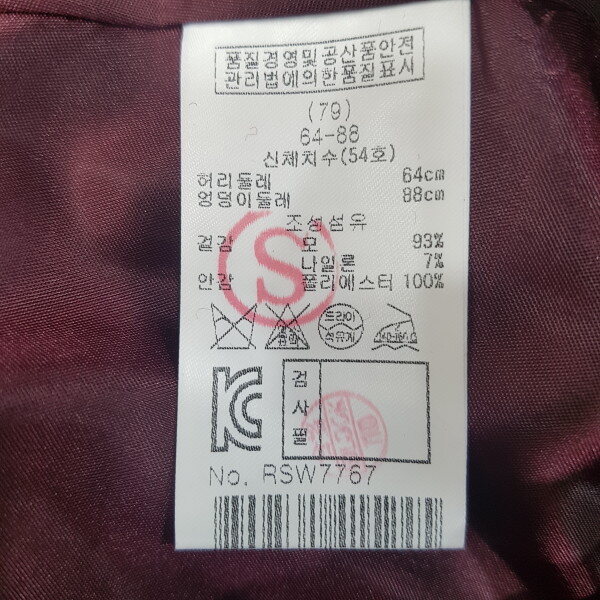 품질경영및공산품안전
관리법에의한품질표시
(79)
64-88
신체치수(54호)
허리둘레 64cm
엉덩이둘레 88cm
조성섬유
겉감 모 93%
나일론 7%
안감 폴리에스터 100%
S
드라이
석유계
검사필
No. RSW7767